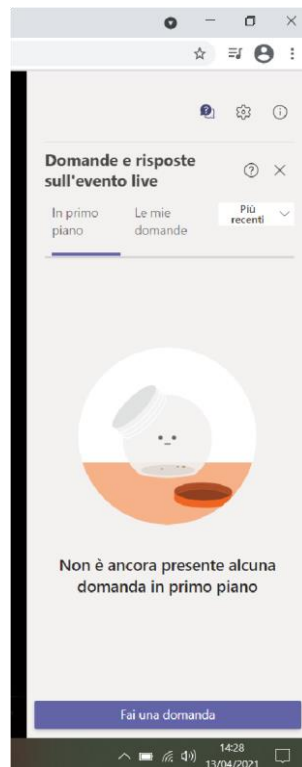 Domande e risposte
sull'evento live
In primo
piano
Le mie
domande
Più
recenti
Non è ancora presente alcuna
domanda in primo piano
Fai una domanda
14:28
13/04/2021